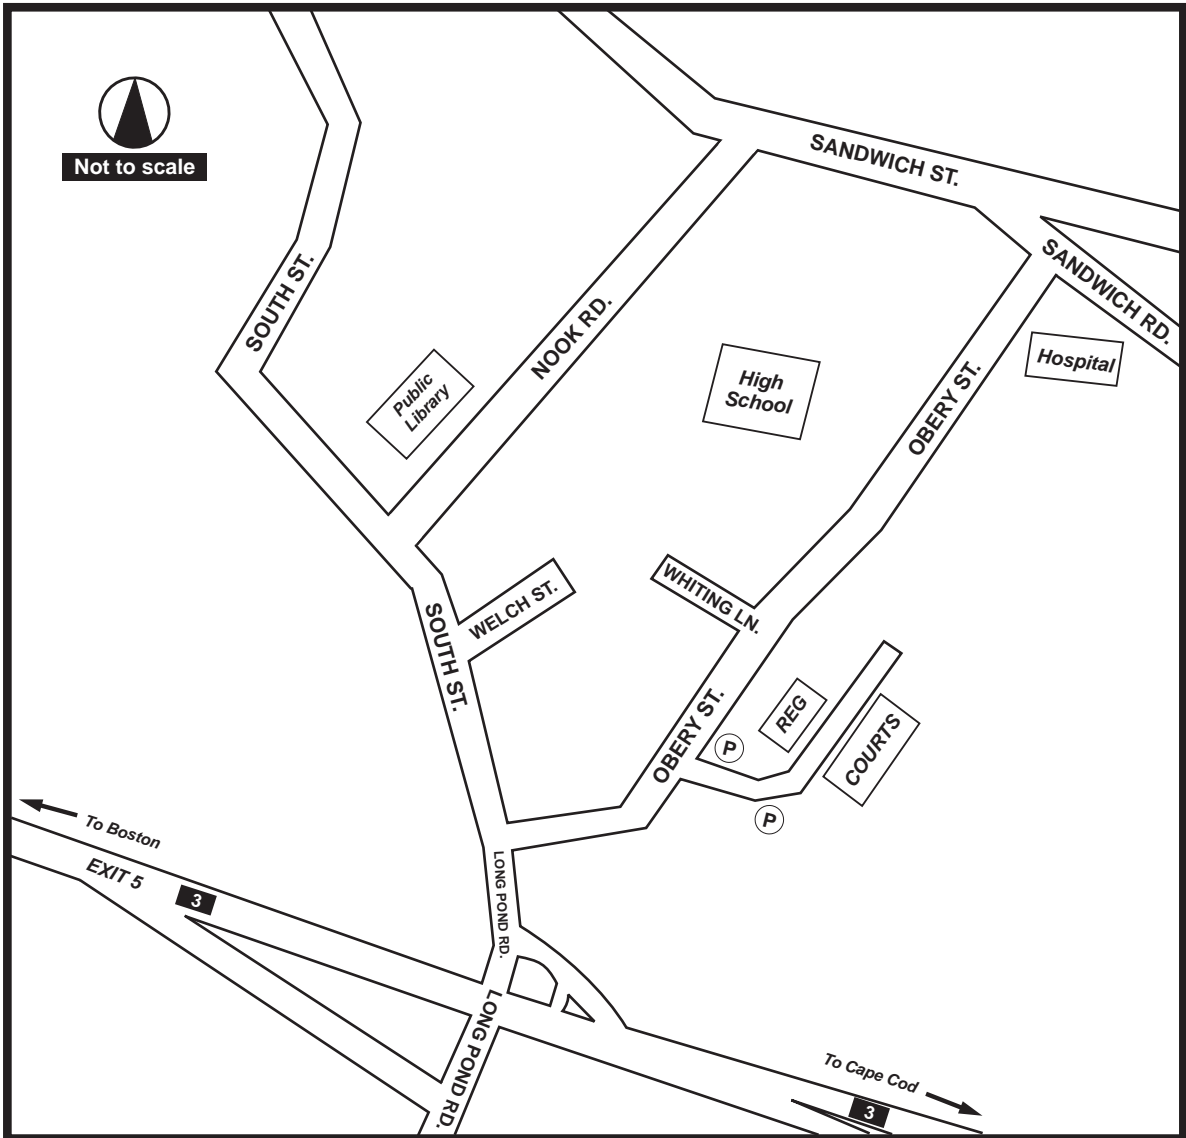 Not to scale
SANDWICH ST.
SANDWICH RD.
SOUTH ST.
NOOK RD.
Hospital
Public
Library
High
School
OBERY ST.
WELCH ST.
WHITING LN.
SOUTH ST.
OBERY ST.
REG
COURTS
P
P
To Boston
EXIT 5
3
LONG POND RD.
LONG POND RD.
To Cape Cod
3